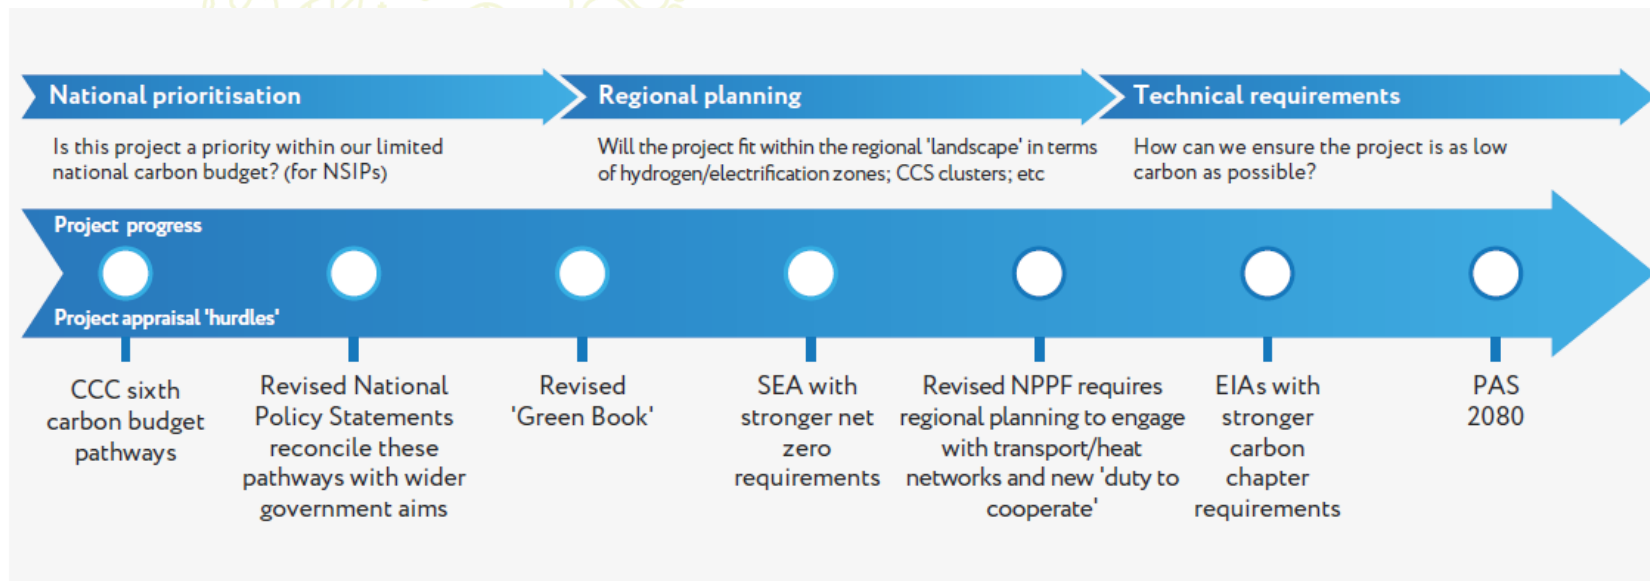 National prioritisation
Regional planning
Technical requirements
Is this project a priority within our limited
national carbon budget? (for NSIPs)
Will the project fit within the regional 'landscape' in terms
of hydrogen/electrification zones; CCS clusters; etc
How can we ensure the project is as low
carbon as possible?
Project progress
Project appraisal 'hurdles'
CCC sixth
carbon budget
pathways
Revised National
Policy Statements
reconcile these
pathways with wider
government aims
Revised
'Green Book'
SEA with
stronger net
zero
requirements
Revised NPPF requires
regional planning to engage
with transport/heat
networks and new 'duty to
cooperate'
EIAs with
stronger
carbon
chapter
requirements
PAS
2080